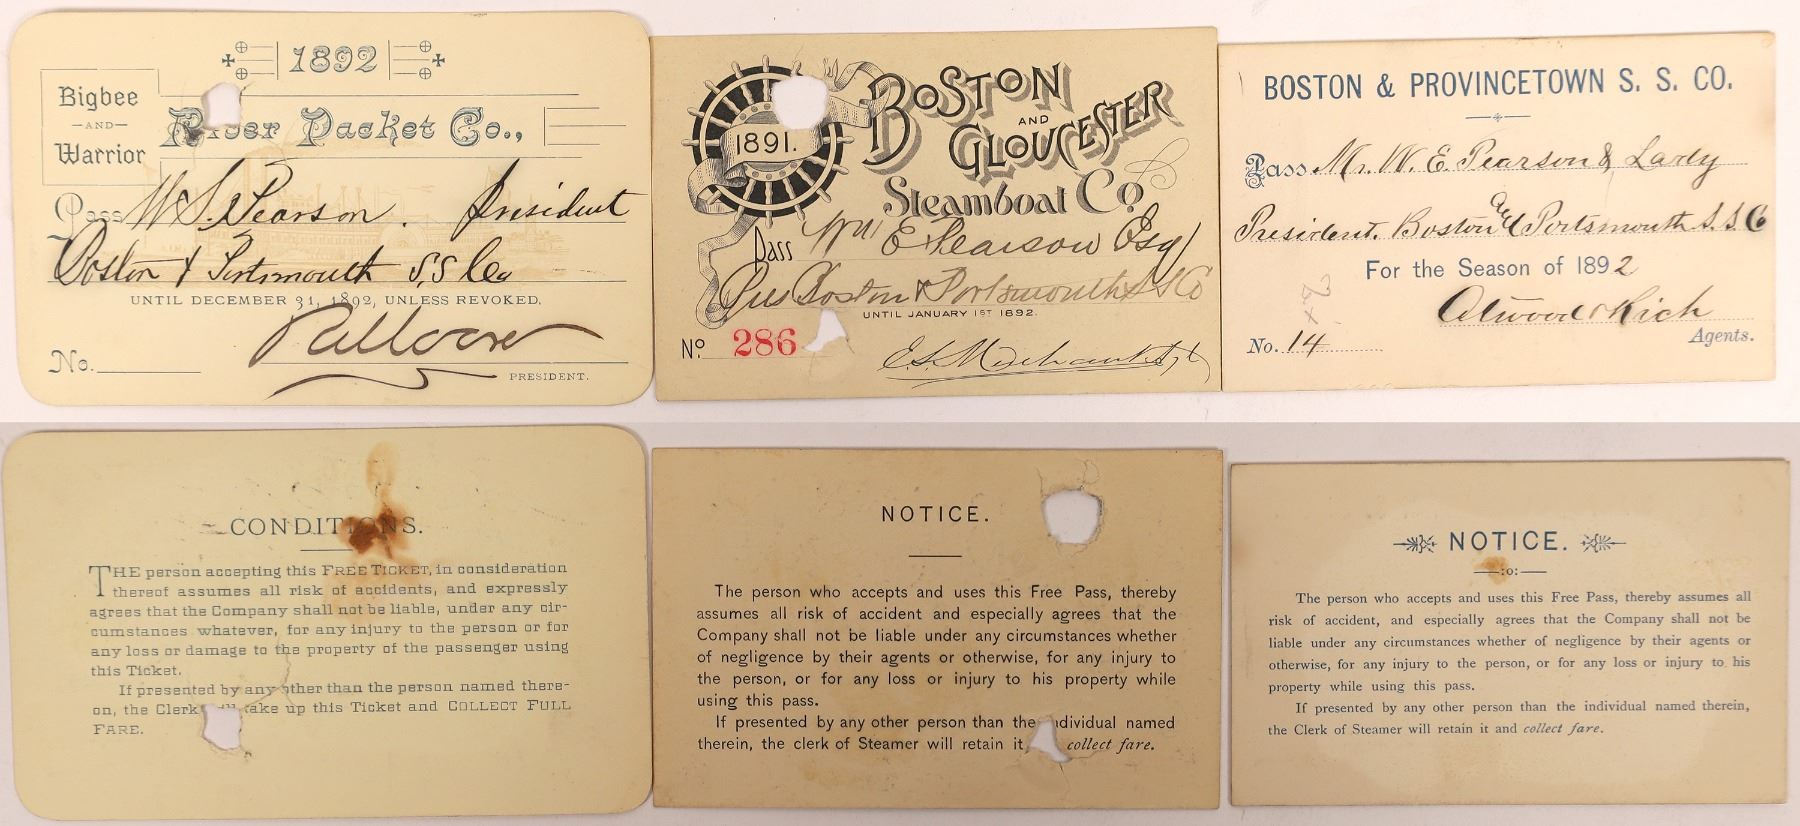 1892
Bigbee
AND
Warrior
River Packet Co.,
Pass W. S. Pearson. President
Boston & Portsmouth S.S. Co
UNTIL DECEMBER 31, 1892, UNLESS REVOKED.
No.
PRESIDENT.
1891.
BOSTON
AND
GLOUCESTER
Steamboat Co.
Pass Wm E Pearson Esq
Pres Boston & Portsmouth S.S.Co
UNTIL JANUARY 1ST 1892.
No. 286
BOSTON & PROVINCETOWN S. S. CO.
Pass Mr. W. E. Pearson & Lady
President. Boston and Portsmouth S.S.Co
For the Season of 1892
Atwood & Rich
No. 14
Agents.
CONDITIONS.
THE person accepting this FREE TICKET, in consideration
thereof assumes all risk of accidents, and expressly
agrees that the Company shall not be liable, under any cir-
cumstances whatever, for any injury to the person or for
any loss or damage to the property of the passenger using
this Ticket.
If presented by any other than the person named there-
on, the Clerk will take up this Ticket and COLLECT FULL
FARE.
NOTICE.
The person who accepts and uses this Free Pass, thereby
assumes all risk of accident and especially agrees that the
Company shall not be liable under any circumstances whether
of negligence by their agents or otherwise, for any injury to
the person, or for any loss or injury to his property while
using this pass.
If presented by any other person than the individual named
therein, the clerk of Steamer will retain it collect fare.
NOTICE.
:o:
The person who accepts and uses this Free Pass, thereby assumes all
risk of accident, and especially agrees that the Company shall not be
liable under any circumstances whether of negligence by their agents or
otherwise, for any injury to the person, or for any loss or injury to his
property while using this pass.
If presented by any other person than the individual named therein,
the Clerk of Steamer will retain it and collect fare.